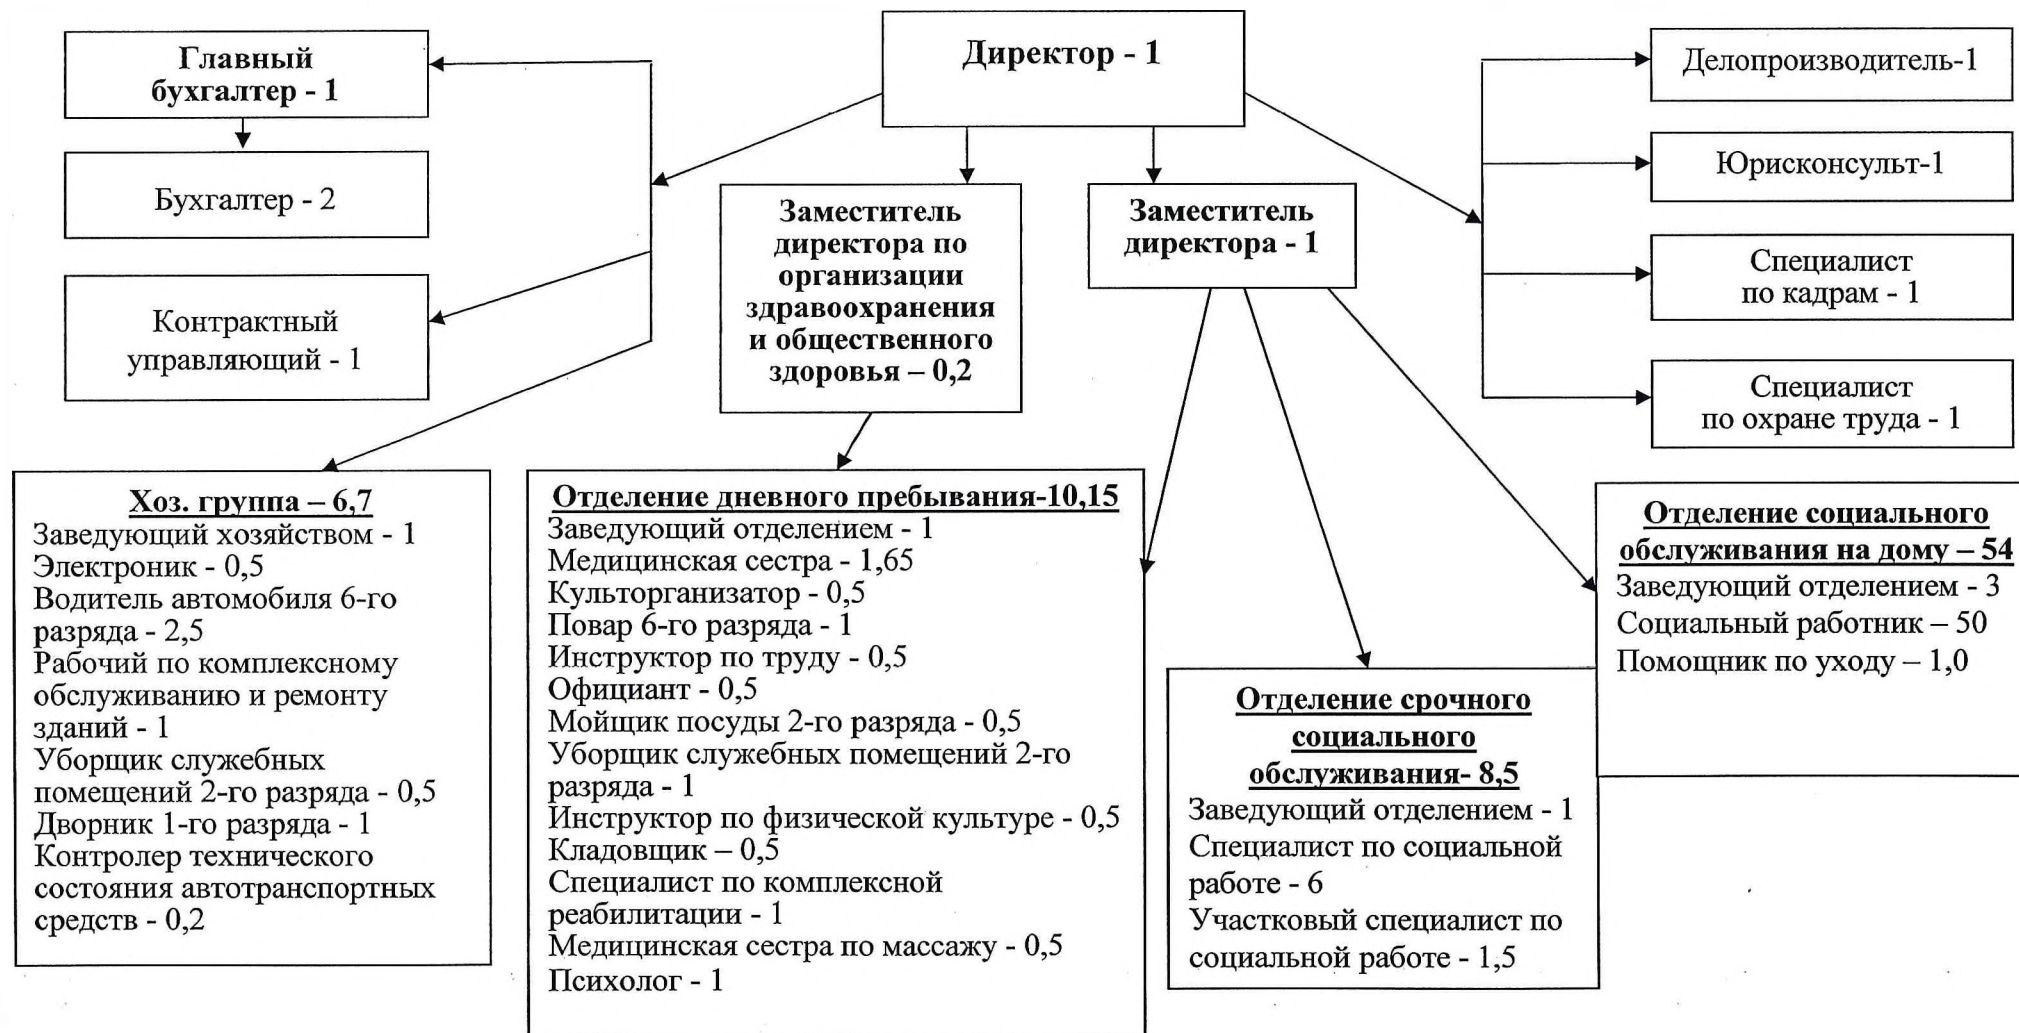 Директор - 1
Главный
бухгалтер - 1
Бухгалтер - 2
Контрактный
управляющий - 1
Заместитель
директора по
организации
здравоохранения
и общественного
здоровья – 0,2
Заместитель
директора - 1
Делопроизводитель-1
Юрисконсульт-1
Специалист
по кадрам - 1
Специалист
по охране труда - 1
Хоз. группа – 6,7
Заведующий хозяйством - 1
Электроник - 0,5
Водитель автомобиля 6-го
разряда - 2,5
Рабочий по комплексному
обслуживанию и ремонту
зданий - 1
Уборщик служебных
помещений 2-го разряда - 0,5
Дворник 1-го разряда - 1
Контролер технического
состояния автотранспортных
средств - 0,2
Отделение дневного пребывания-10,15
Заведующий отделением - 1
Медицинская сестра - 1,65
Культорганизатор - 0,5
Повар 6-го разряда - 1
Инструктор по труду - 0,5
Официант - 0,5
Мойщик посуды 2-го разряда - 0,5
Уборщик служебных помещений 2-го
разряда - 1
Инструктор по физической культуре - 0,5
Кладовщик – 0,5
Специалист по комплексной
реабилитации - 1
Медицинская сестра по массажу - 0,5
Психолог - 1
Отделение срочного
социального
обслуживания- 8,5
Заведующий отделением - 1
Специалист по социальной
работе - 6
Участковый специалист по
социальной работе - 1,5
Отделение социального
обслуживания на дому – 54
Заведующий отделением - 3
Социальный работник – 50
Помощник по уходу – 1,0